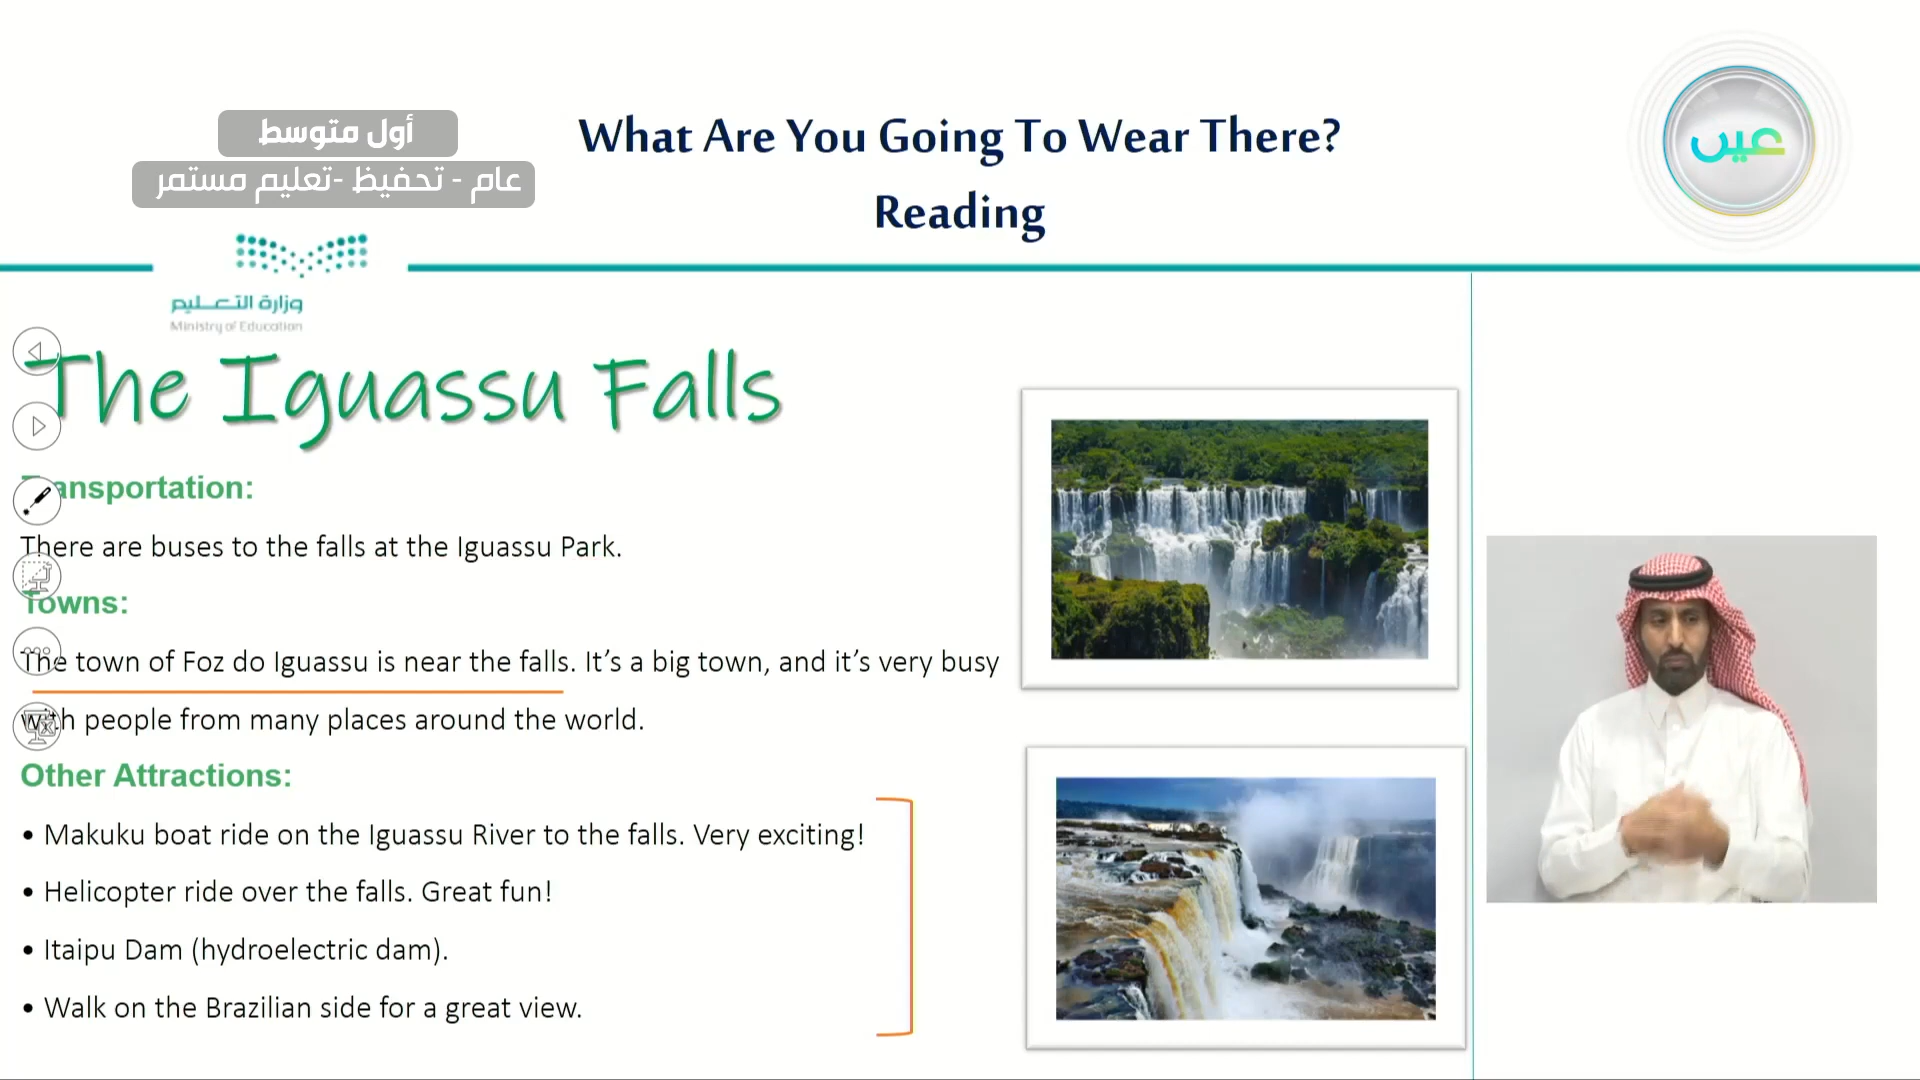 أول متوسط
عام - تحفيظ -تعليم مستمر
What Are You Going To Wear There?
Reading
عين
وزارة التعليم
Ministry of Education
The Iguassu Falls
Transportation:
There are buses to the falls at the Iguassu Park.
Towns:
The town of Foz do Iguassu is near the falls. It’s a big town, and it’s very busy
with people from many places around the world.
Other Attractions:
• Makuku boat ride on the Iguassu River to the falls. Very exciting!
• Helicopter ride over the falls. Great fun!
• Itaipu Dam (hydroelectric dam).
• Walk on the Brazilian side for a great view.